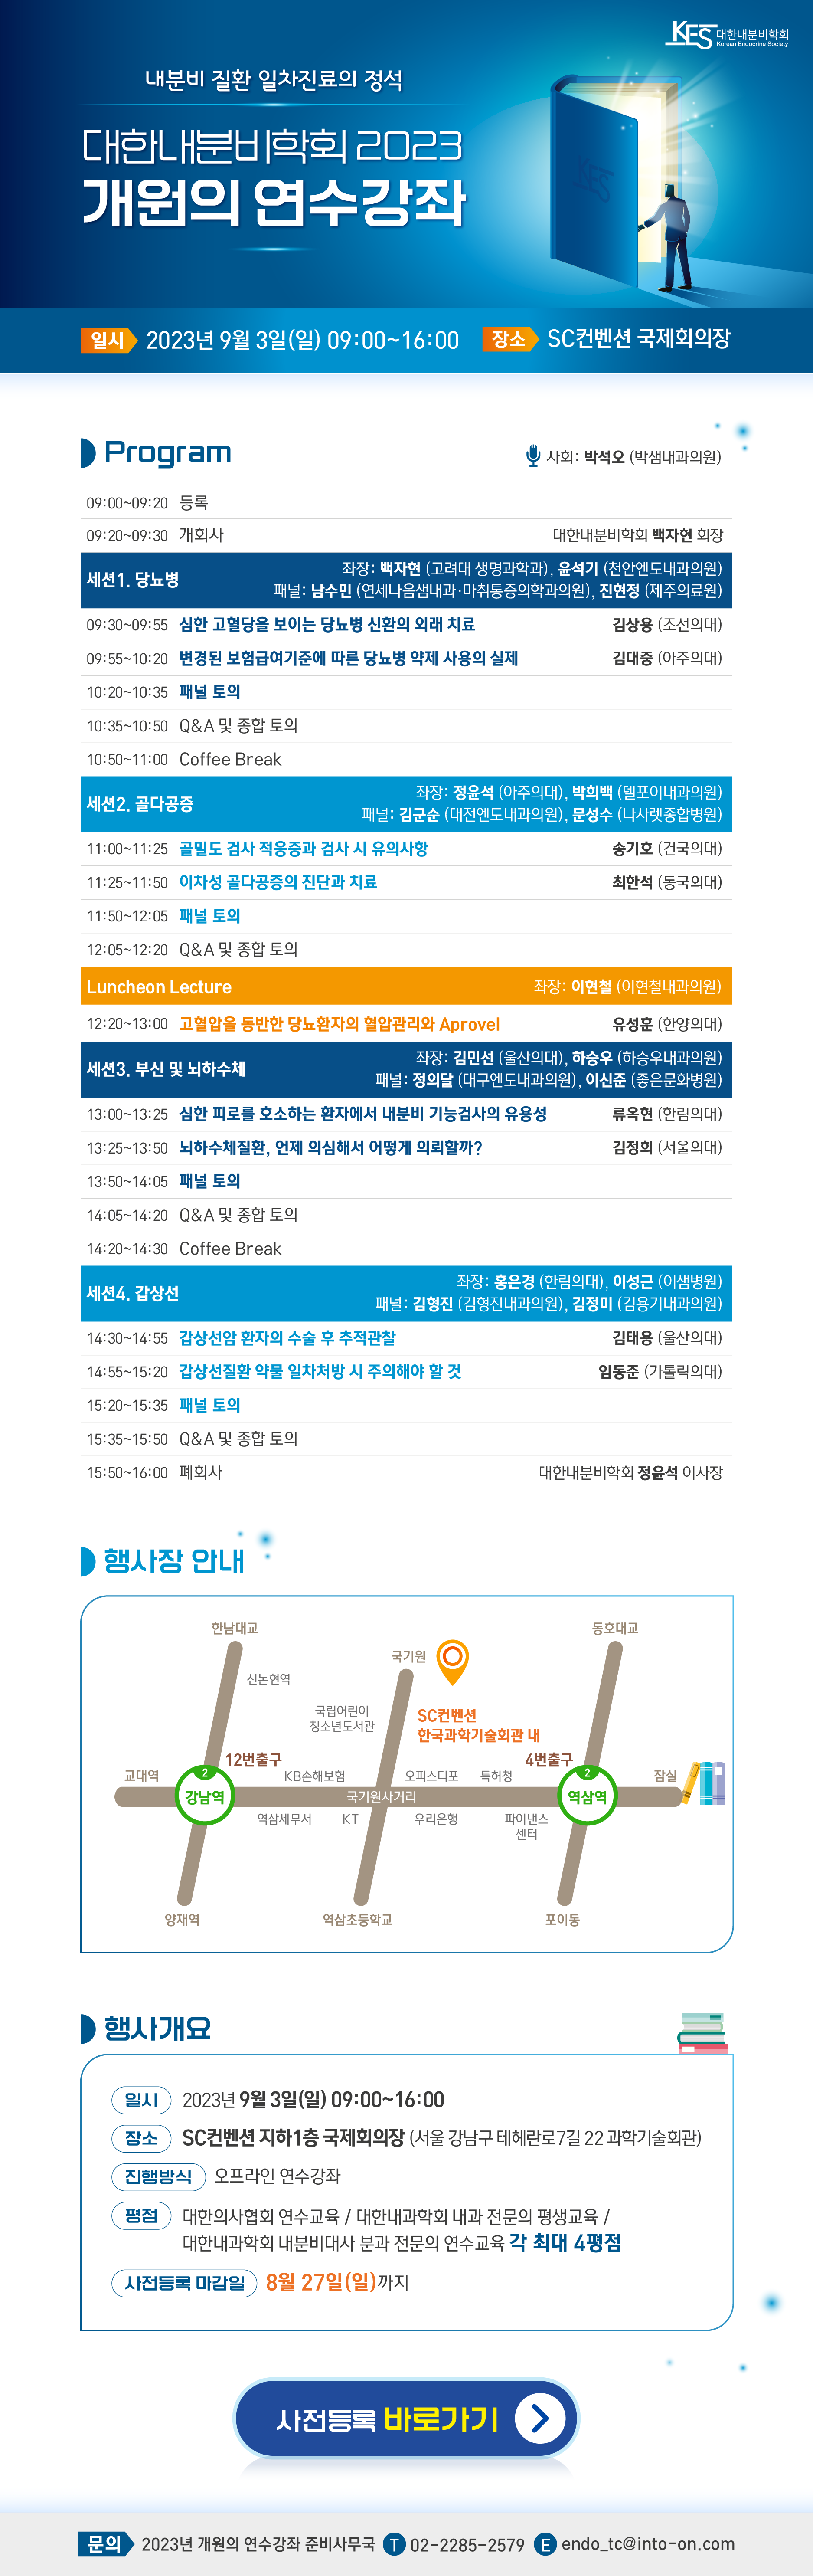 KES 대한내분비학회
Korean Endocrine Society
내분비 질환 일차진료의 정석
대한내분비학회 2023
개원의 연수강좌
KES
일시 2023년 9월 3일(일) 09:00~16:00 장소 SC컨벤션 국제회의장
Program
사회: 박석오 (박샘내과의원)
09:00~09:20 등록
09:20~09:30 개회사 대한내분비학회 백자현 회장
세션1. 당뇨병
좌장: 백자현 (고려대 생명과학과), 윤석기 (천안엔도내과의원)
패널: 남수민 (연세나음샘내과·마취통증의학과의원), 진현정 (제주의료원)
09:30~09:55 심한 고혈당을 보이는 당뇨병 신환의 외래 치료 김상용 (조선의대)
09:55~10:20 변경된 보험급여기준에 따른 당뇨병 약제 사용의 실제 김대중 (아주의대)
10:20~10:35 패널 토의
10:35~10:50 Q&A 및 종합 토의
10:50~11:00 Coffee Break
세션2. 골다공증
좌장: 정윤석 (아주의대), 박희백 (델포이내과의원)
패널: 김군순 (대전엔도내과의원), 문성수 (나사렛종합병원)
11:00~11:25 골밀도 검사 적응증과 검사 시 유의사항 송기호 (건국의대)
11:25~11:50 이차성 골다공증의 진단과 치료 최한석 (동국의대)
11:50~12:05 패널 토의
12:05~12:20 Q&A 및 종합 토의
Luncheon Lecture 좌장: 이현철 (이현철내과의원)
12:20~13:00 고혈압을 동반한 당뇨환자의 혈압관리와 Aprovel 유성훈 (한양의대)
세션3. 부신 및 뇌하수체
좌장: 김민선 (울산의대), 하승우 (하승우내과의원)
패널: 정의달 (대구엔도내과의원), 이신준 (좋은문화병원)
13:00~13:25 심한 피로를 호소하는 환자에서 내분비 기능검사의 유용성 류옥현 (한림의대)
13:25~13:50 뇌하수체질환, 언제 의심해서 어떻게 의뢰할까? 김정희 (서울의대)
13:50~14:05 패널 토의
14:05~14:20 Q&A 및 종합 토의
14:20~14:30 Coffee Break
세션4. 갑상선
좌장: 홍은경 (한림의대), 이성근 (이샘병원)
패널: 김형진 (김형진내과의원), 김정미 (김용기내과의원)
14:30~14:55 갑상선암 환자의 수술 후 추적관찰 김태용 (울산의대)
14:55~15:20 갑상선질환 약물 일차처방 시 주의해야 할 것 임동준 (가톨릭의대)
15:20~15:35 패널 토의
15:35~15:50 Q&A 및 종합 토의
15:50~16:00 폐회사 대한내분비학회 정윤석 이사장
행사장 안내
한남대교 동호대교
국기원
신논현역
국립어린이
청소년도서관
SC컨벤션
한국과학기술회관 내
12번출구 4번출구
교대역 2 KB손해보험 오피스디포 특허청 2 잠실
강남역 국기원사거리 역삼역
역삼세무서 KT 우리은행 파이낸스
센터
양재역 역삼초등학교 포이동
행사개요
일시 2023년 9월 3일(일) 09:00~16:00
장소 SC컨벤션 지하1층 국제회의장 (서울 강남구 테헤란로7길 22 과학기술회관)
진행방식 오프라인 연수강좌
평점 대한의사협회 연수교육 / 대한내과학회 내과 전문의 평생교육 /
대한내과학회 내분비대사 분과 전문의 연수교육 각 최대 4평점
사전등록 마감일 8월 27일(일)까지
사전등록 바로가기
문의 2023년 개원의 연수강좌 준비사무국 T 02-2285-2579 E endo_tc@into-on.com